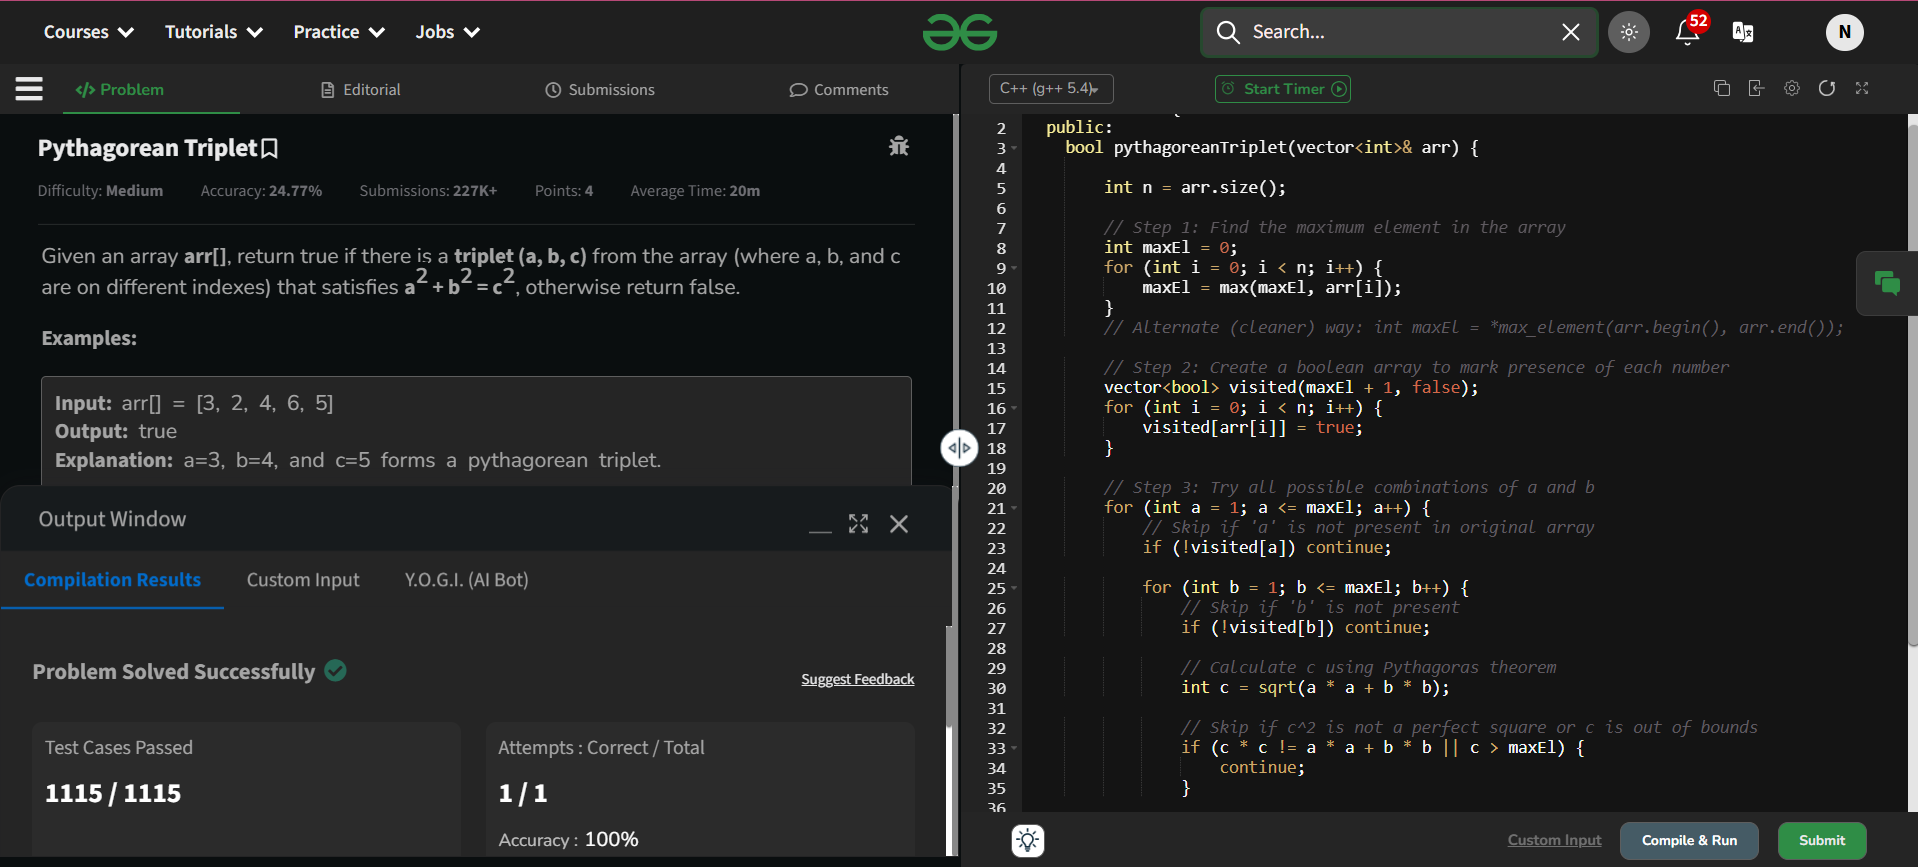 Courses Tutorials Practice Jobs
Search...
52
N
</> Problem Editorial Submissions Comments
C++ (g++ 5.4)
Start Timer
Pythagorean Triplet
Difficulty: Medium Accuracy: 24.77% Submissions: 227K+ Points: 4 Average Time: 20m
Given an array arr[], return true if there is a triplet (a, b, c) from the array (where a, b, and c
are on different indexes) that satisfies a² + b² = c², otherwise return false.
Examples:
Input: arr[] = [3, 2, 4, 6, 5]
Output: true
Explanation: a=3, b=4, and c=5 forms a pythagorean triplet.
Output Window
Compilation Results Custom Input Y.O.G.I. (AI Bot)
Problem Solved Successfully
Suggest Feedback
Test Cases Passed
1115 / 1115
Attempts : Correct / Total
1 / 1
Accuracy : 100%
2 public:
3 bool pythagoreanTriplet(vector<int>& arr) {
4
5 int n = arr.size();
6
7 // Step 1: Find the maximum element in the array
8 int maxEl = 0;
9 for (int i = 0; i < n; i++) {
10 maxEl = max(maxEl, arr[i]);
11 }
12 // Alternate (cleaner) way: int maxEl = *max_element(arr.begin(), arr.end());
13
14 // Step 2: Create a boolean array to mark presence of each number
15 vector<bool> visited(maxEl + 1, false);
16 for (int i = 0; i < n; i++) {
17 visited[arr[i]] = true;
18 }
19
20 // Step 3: Try all possible combinations of a and b
21 for (int a = 1; a <= maxEl; a++) {
22 // Skip if 'a' is not present in original array
23 if (!visited[a]) continue;
24
25 for (int b = 1; b <= maxEl; b++) {
26 // Skip if 'b' is not present
27 if (!visited[b]) continue;
28
29 // Calculate c using Pythagoras theorem
30 int c = sqrt(a * a + b * b);
31
32 // Skip if c^2 is not a perfect square or c is out of bounds
33 if (c * c != a * a + b * b || c > maxEl) {
34 continue;
35 }
36
Custom Input Compile & Run Submit